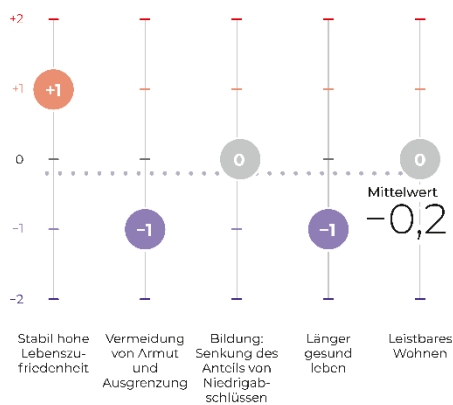 +2
+1
+1
0
0
0
Mittelwert
−0,2
−1
−1
−1
−2
Stabil hohe
Lebenszu-
friedenheit
Vermeidung
von Armut
und
Ausgrenzung
Bildung:
Senkung des
Anteils von
Niedrigab-
schlüssen
Länger
gesund
leben
Leistbares
Wohnen